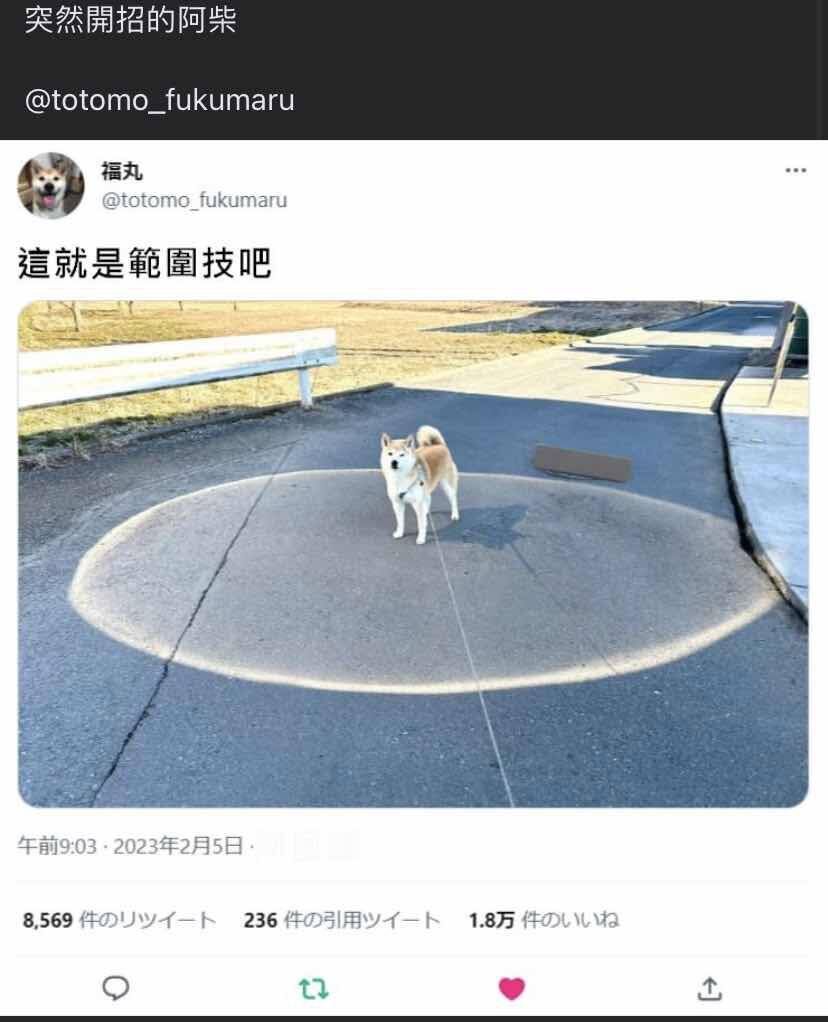 突然開招的阿柴
@totomo_fukumaru
福丸
@totomo_fukumaru
這就是範圍技吧
午前9:03 · 2023年2月5日 ·
8,569 件のリツイート 236 件の引用ツイート 1.8万 件のいいね